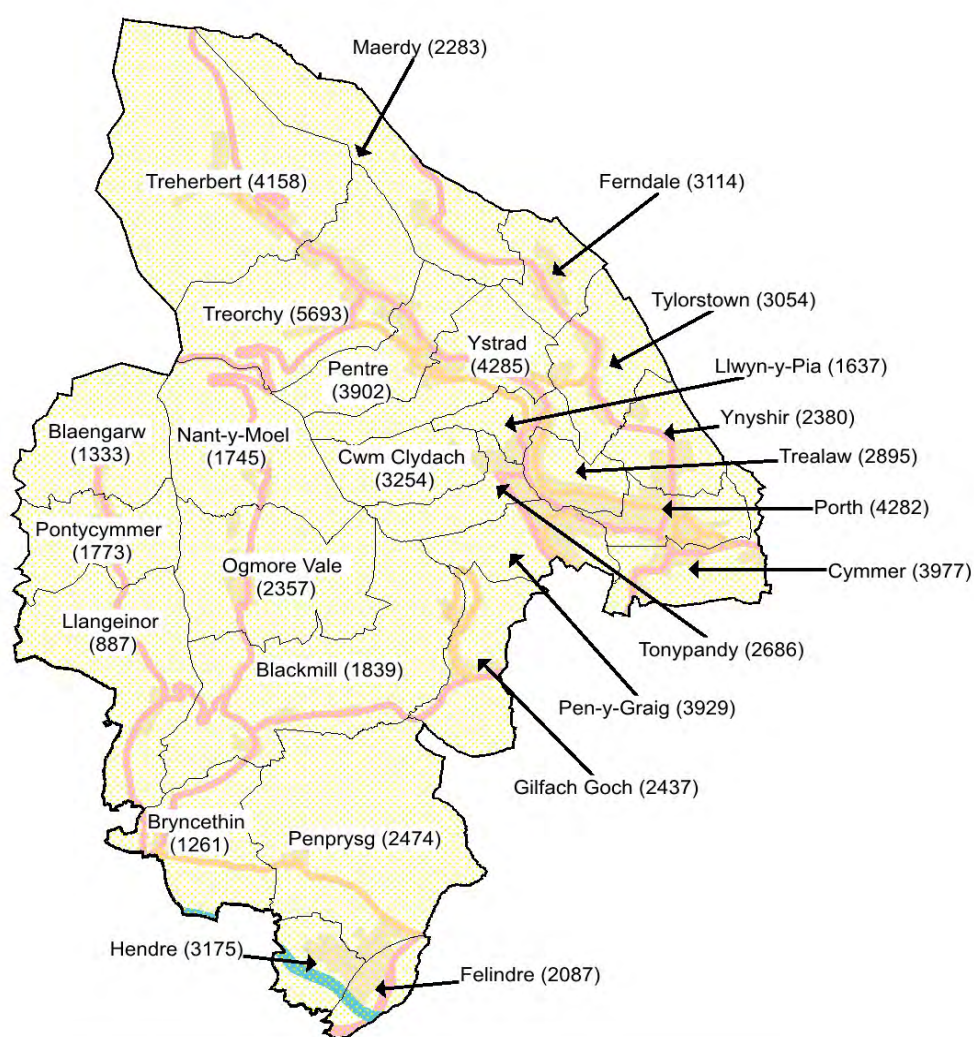 Maerdy (2283)
Treherbert (4158)
Ferndale (3114)
Tylorstown (3054)
Treorchy (5693)
Ystrad
(4285)
Llwyn-y-Pia (1637)
Pentre
(3902)
Ynyshir (2380)
Blaengarw
(1333)
Nant-y-Moel
(1745)
Cwm Clydach
(3254)
Trealaw (2895)
Porth (4282)
Pontycymmer
(1773)
Ogmore Vale
(2357)
Cymmer (3977)
Llangeinor
(887)
Tonypandy (2686)
Blackmill (1839)
Pen-y-Graig (3929)
Gilfach Goch (2437)
Bryncethin
(1261)
Penprysg (2474)
Hendre (3175)
Felindre (2087)